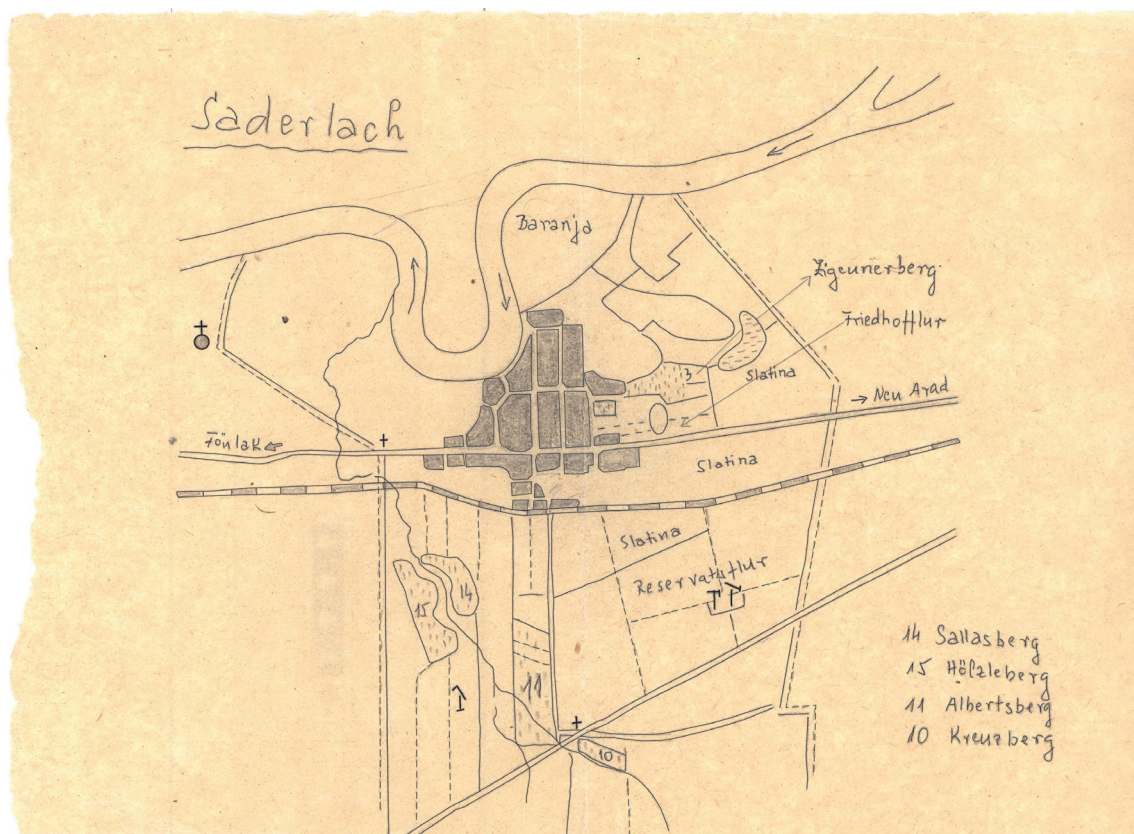 Saderlach
Baranja
Zigeunerberg
Friedhofflur
3
Slatina
→ Neu Arad
Fönlak ←
Slatina
Slatina
Reservatsflur
14
15
11
10
14 Sallasberg
15 Hölzleberg
11 Albertsberg
10 Kreuzberg